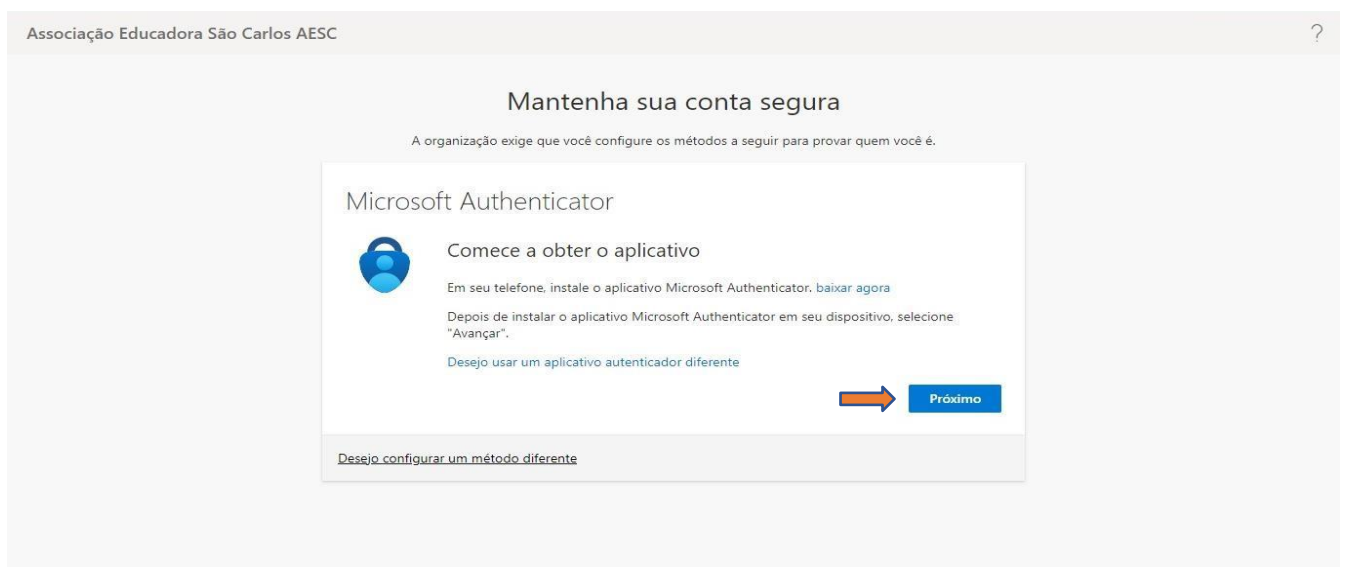 Associação Educadora São Carlos AESC
?
Mantenha sua conta segura
A organização exige que você configure os métodos a seguir para provar quem você é.
Microsoft Authenticator
Comece a obter o aplicativo
Em seu telefone, instale o aplicativo Microsoft Authenticator. baixar agora
Depois de instalar o aplicativo Microsoft Authenticator em seu dispositivo, selecione
"Avançar".
Desejo usar um aplicativo autenticador diferente
Próximo
Desejo configurar um método diferente